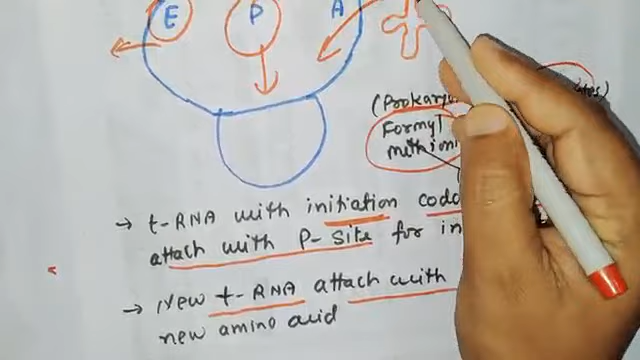 E P A
(Prokaryo
Formyl
methioni
→ t-RNA with initiation codo
attach with P-Site for in
→ New t-RNA attach with
new amino acid